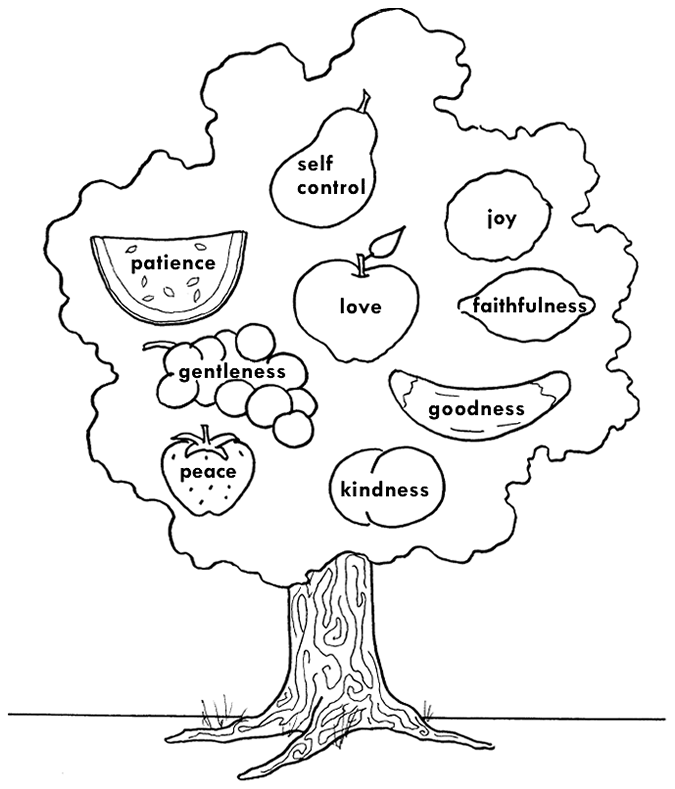 self
control
joy
patience
love
faithfulness
gentleness
goodness
peace
kindness